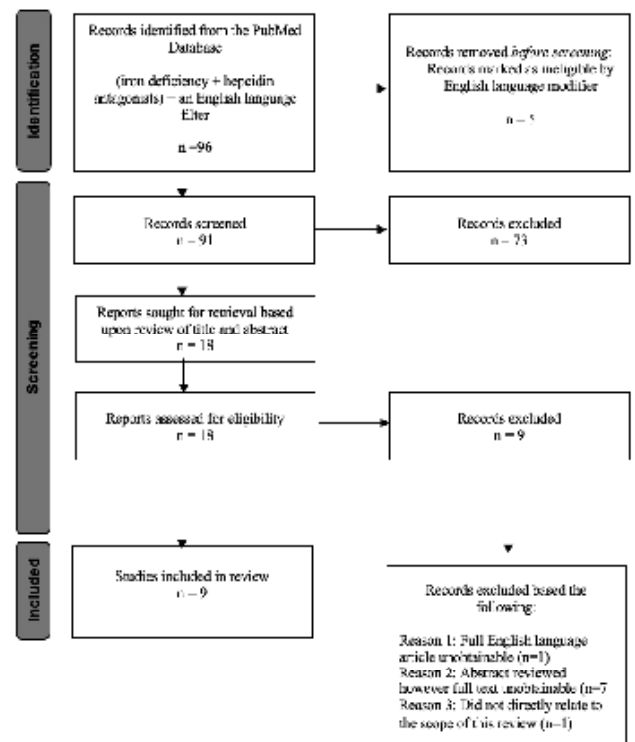 Identification
Records identified from the PubMed
Database
(iron deficiency + hepcidin
antagonists) – an English language
filter
n =96
Records removed before screening:
Records marked as ineligible by
English language modifier
n –
Screening
Records screened
n – 91
Records excluded
n – 73
Reports sought for retrieval based
upon review of title and abstract
n = 18
Reports assessed for eligibility
n = 18
Records excluded
n = 9
Included
Studies included in review
n – 9
Records excluded based the
following:
Reason 1: Full English language
article unobtainable (n=1)
Reason 2: Abstract reviewed
however full text unobtainable (n=7
Reason 3: Did not directly relate to
the scope of this review (n=1)